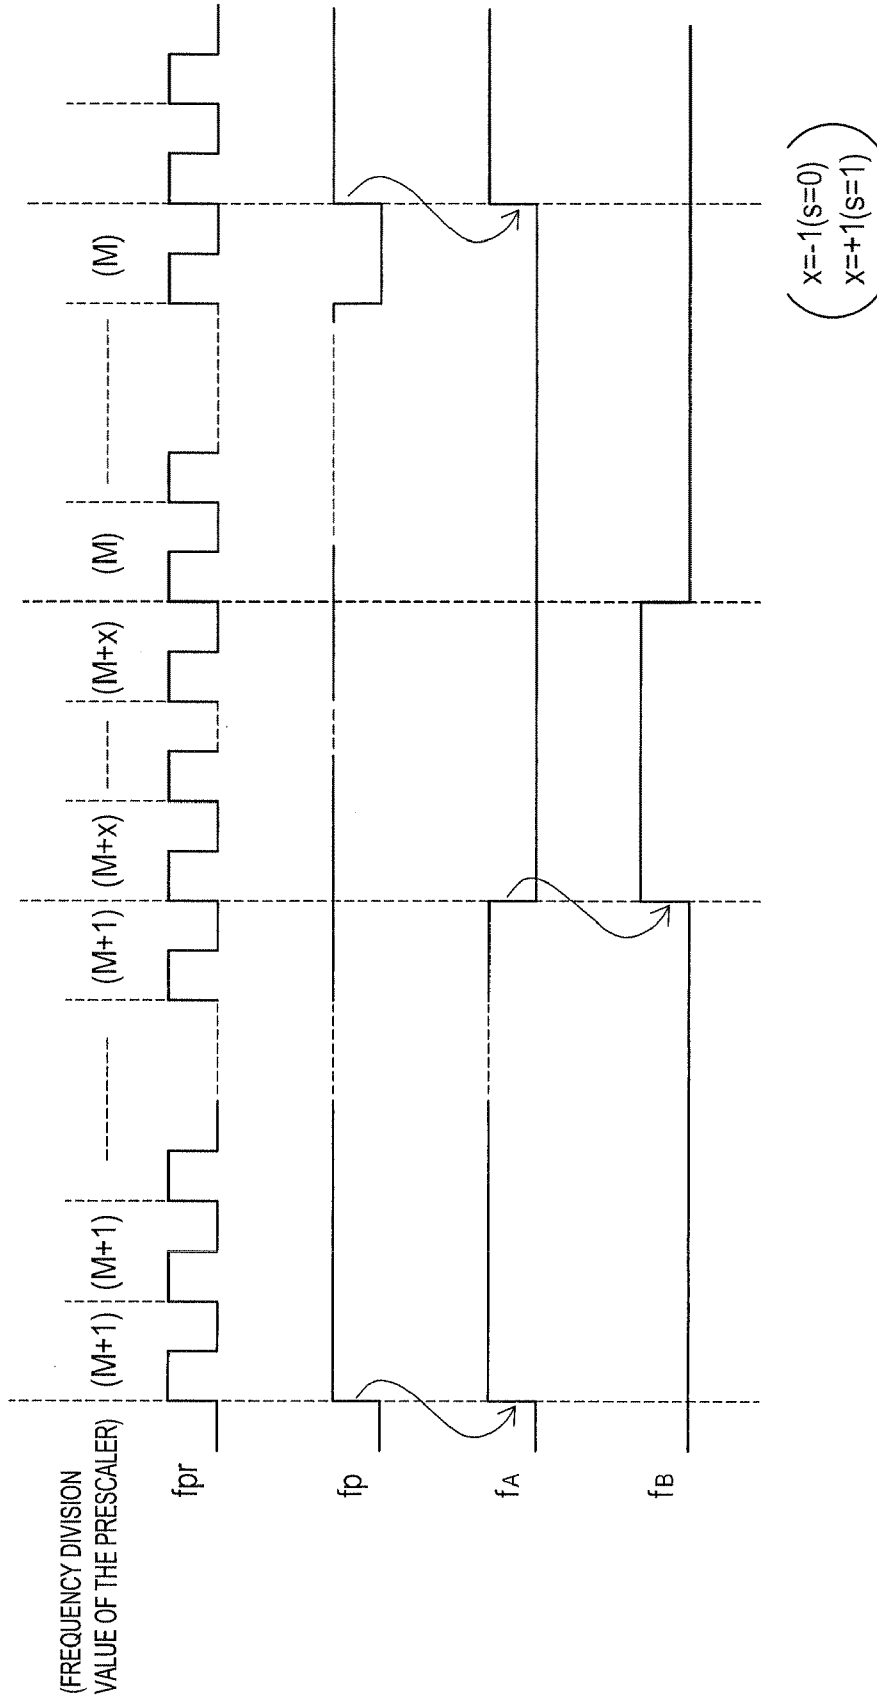 (FREQUENCY DIVISION
VALUE OF THE PRESCALER)
(M+1) (M+1) (M+1) (M+x) (M+x) (M) (M)
fpr
fp
fA
fB
x=-1(s=0)
x=+1(s=1)